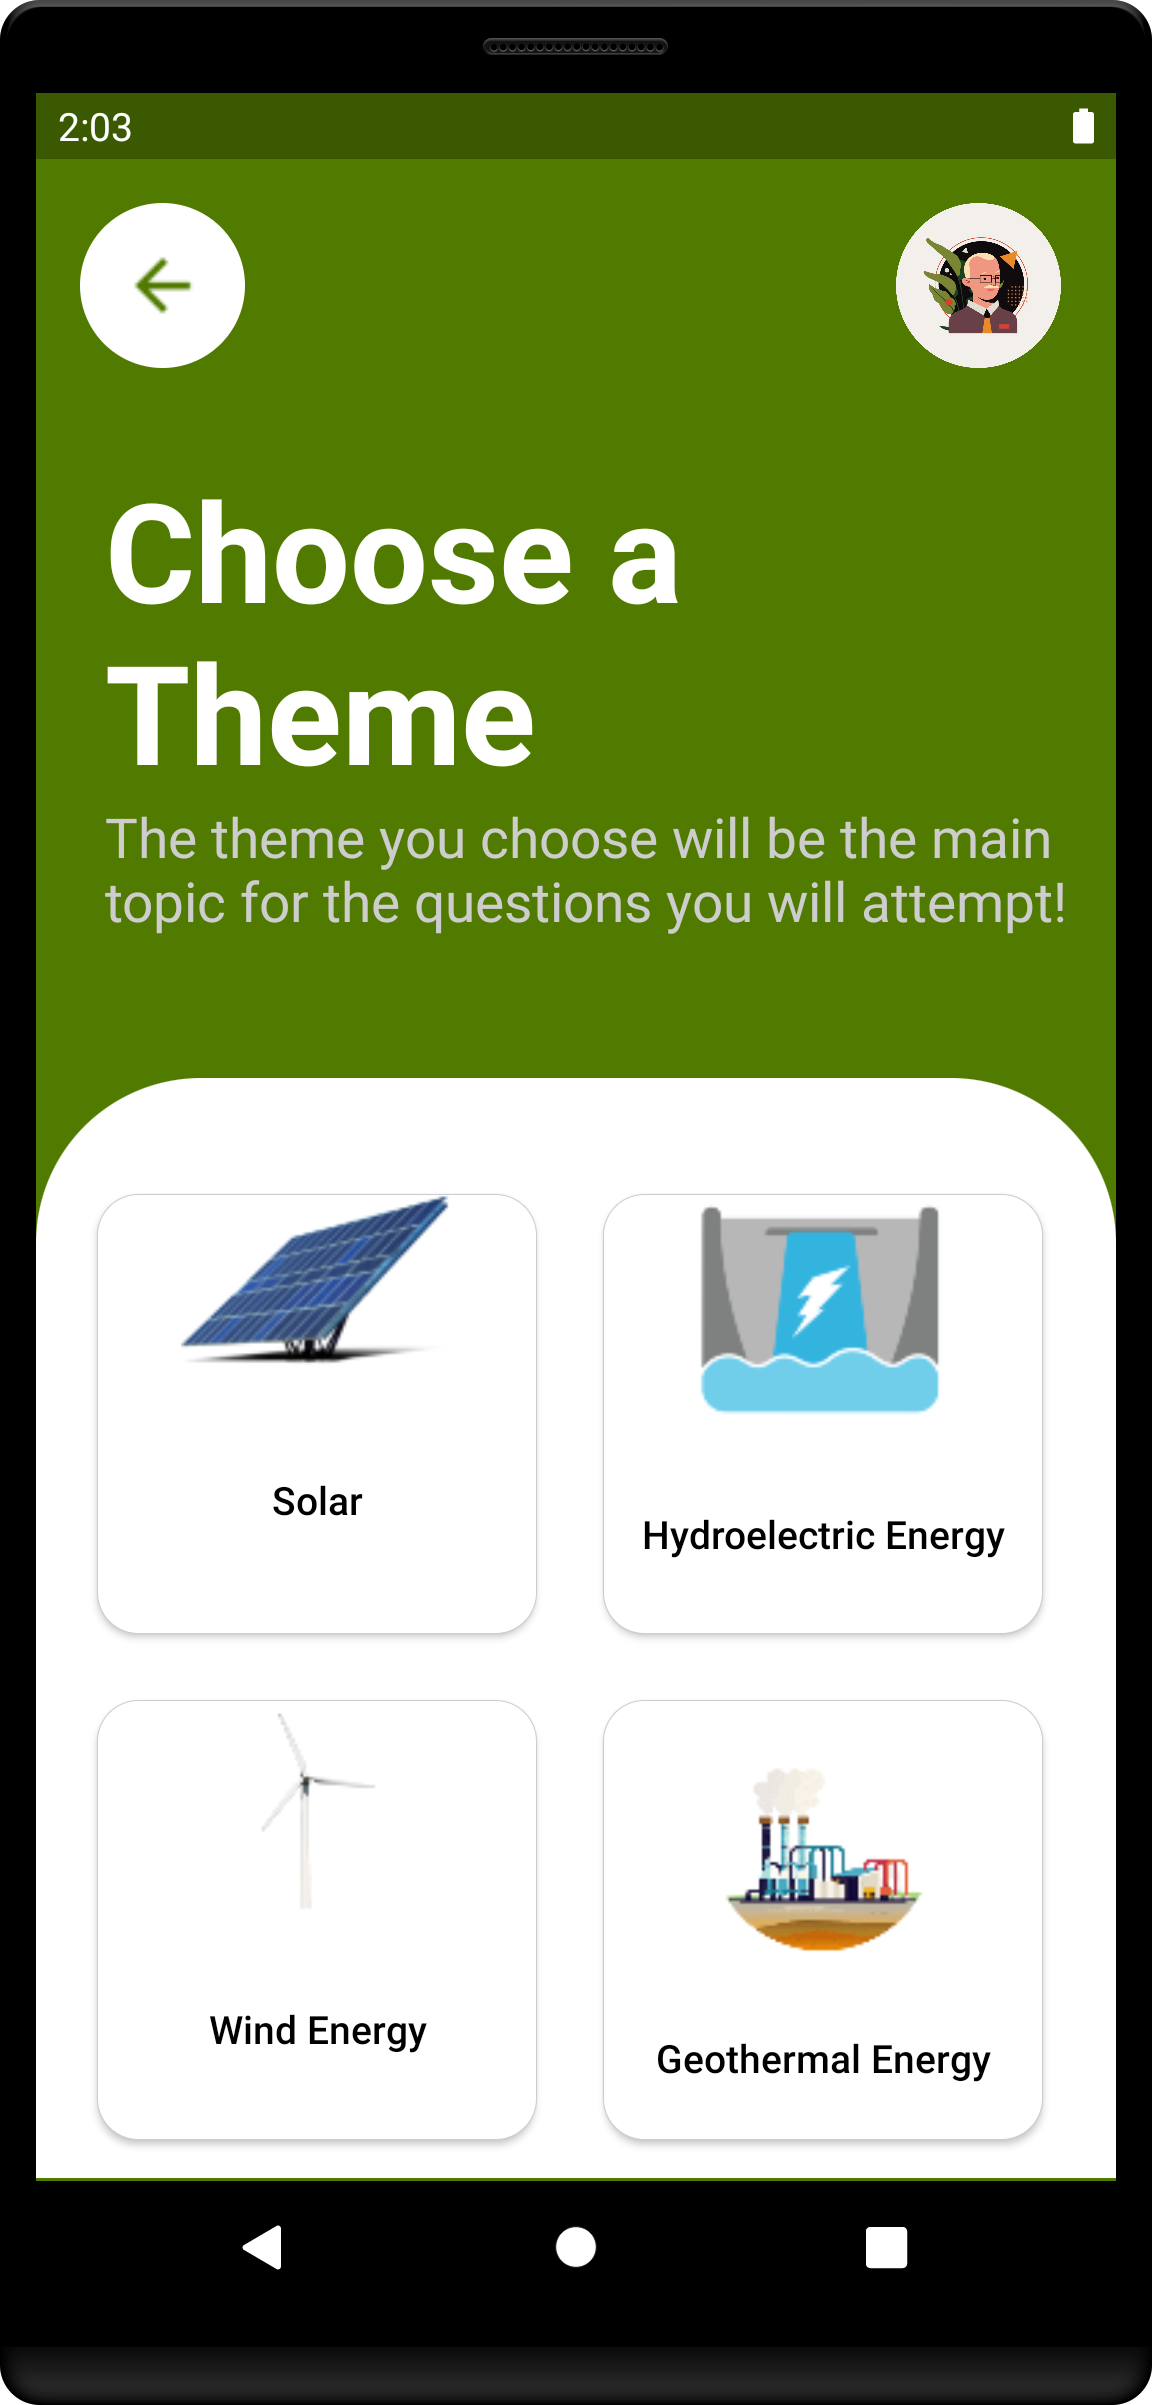 2:03
Choose a
Theme
The theme you choose will be the main
topic for the questions you will attempt!
Solar
Hydroelectric Energy
Wind Energy
Geothermal Energy